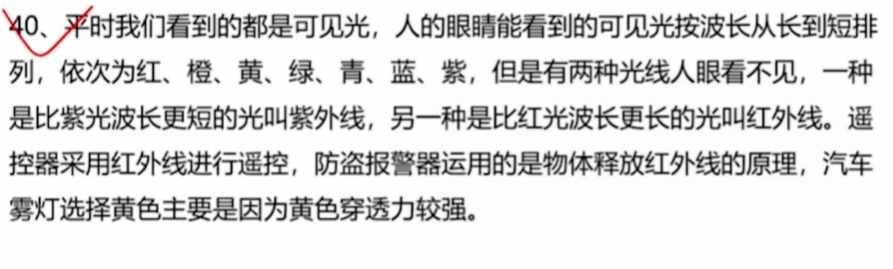 40、平时我们看到的都是可见光，人的眼睛能看到的可见光按波长从长到短排
列，依次为红、橙、黄、绿、青、蓝、紫，但是有两种光线人眼看不见，一种
是比紫光波长更短的光叫紫外线，另一种是比红光波长更长的光叫红外线。遥
控器采用红外线进行遥控，防盗报警器运用的是物体释放红外线的原理，汽车
雾灯选择黄色主要是因为黄色穿透力较强。